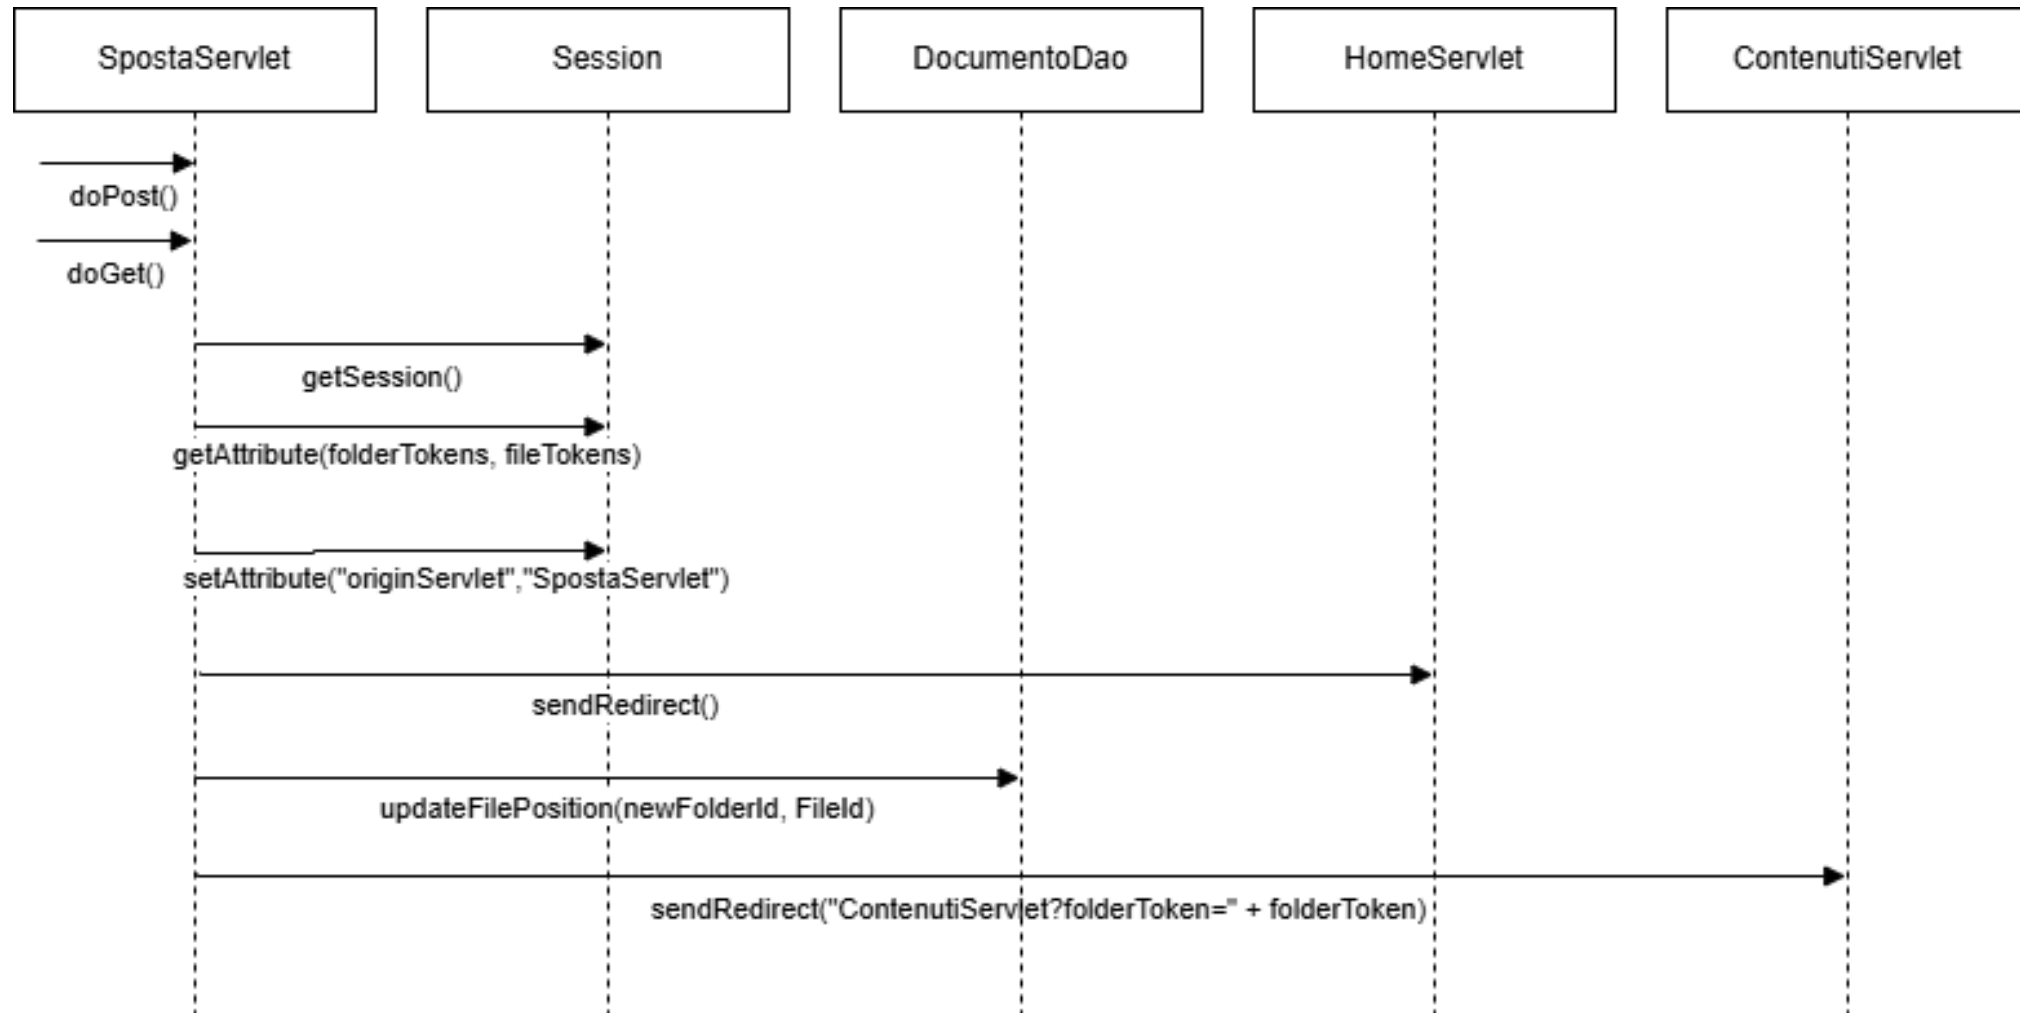 SpostaServlet
Session
DocumentoDao
HomeServlet
ContenutiServlet
doPost()
doGet()
getSession()
getAttribute(folderTokens, fileTokens)
setAttribute("originServlet","SpostaServlet")
sendRedirect()
updateFilePosition(newFolderId, FileId)
sendRedirect("ContenutiServlet?folderToken=" + folderToken)